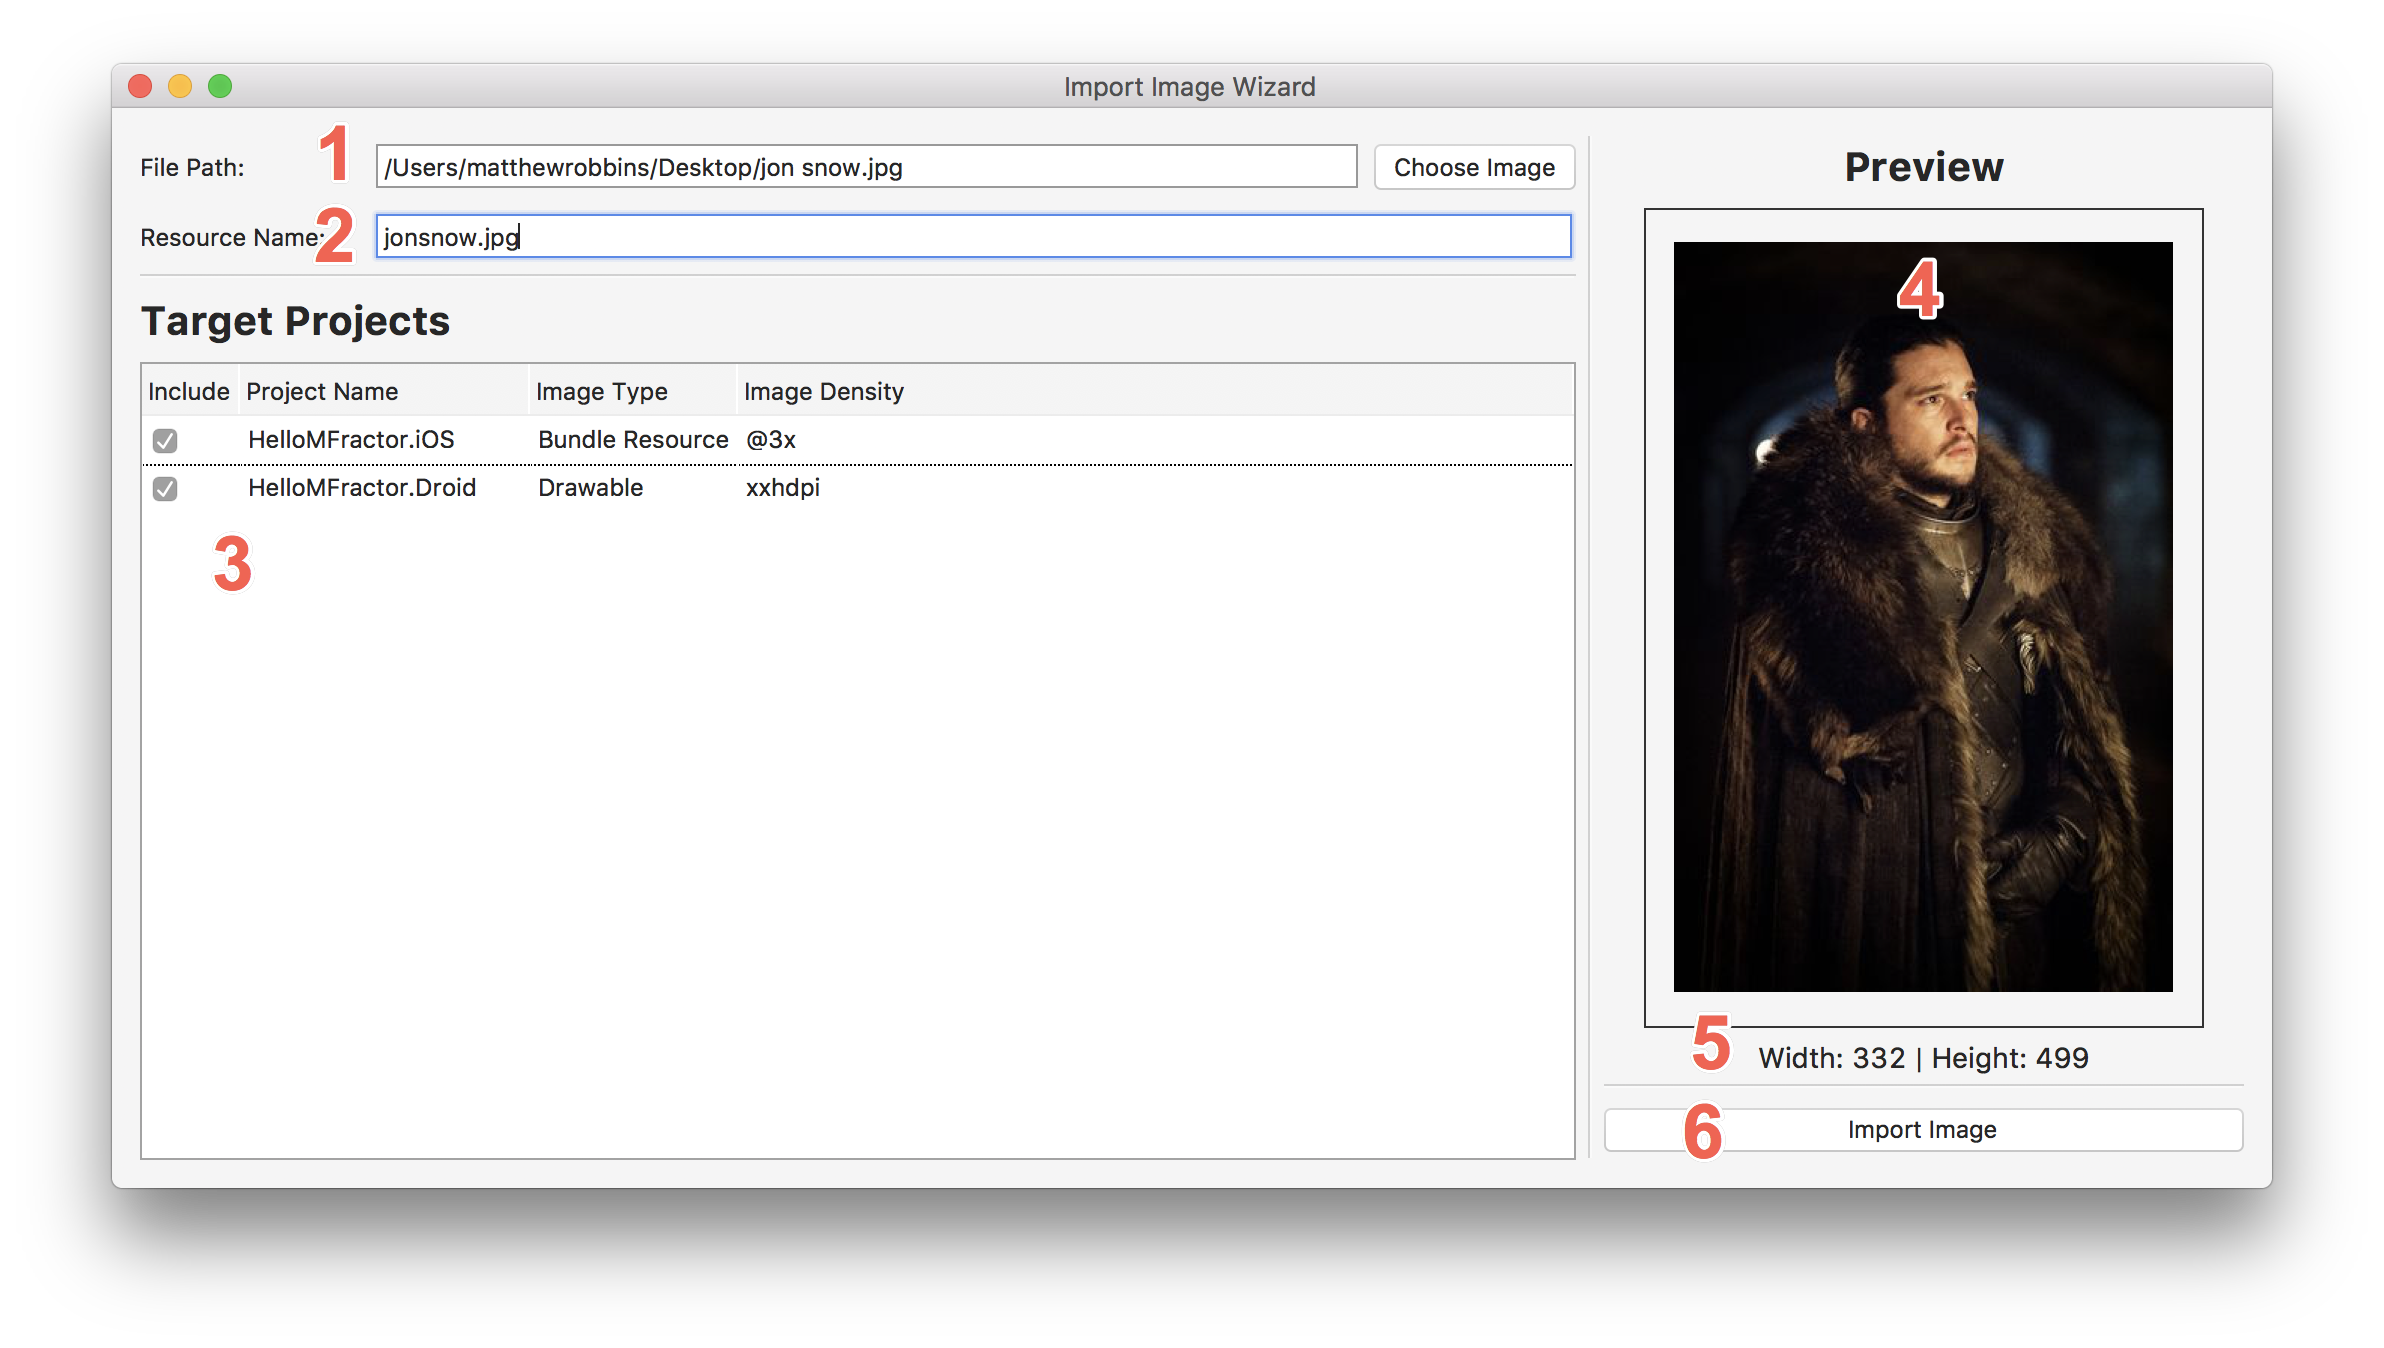 Import Image Wizard
File Path: 1 /Users/matthewrobbins/Desktop/jon snow.jpg Choose Image
Resource Name: 2 jonsnow.jpg
Target Projects
Include Project Name Image Type Image Density
HelloMFractor.iOS Bundle Resource @3x
HelloMFractor.Droid Drawable xxhdpi
3
Preview
4
5 Width: 332 | Height: 499
6 Import Image